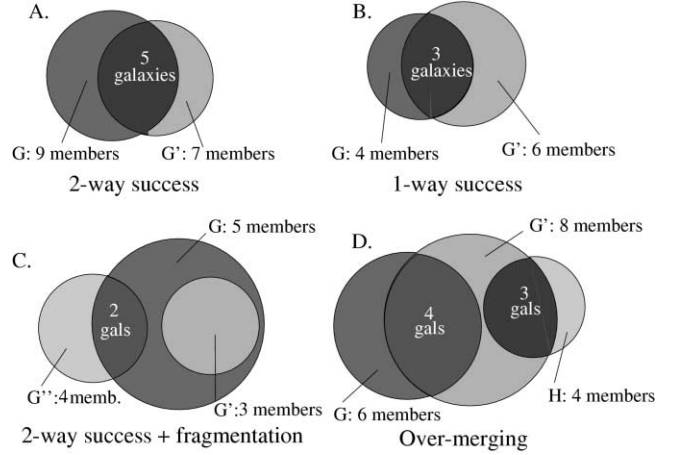 A.
5
galaxies
G: 9 members
G’: 7 members
2-way success
B.
3
galaxies
G: 4 members
G’: 6 members
1-way success
C.
G: 5 members
2
gals
G’’:4memb.
G’:3 members
2-way success + fragmentation
D.
G’: 8 members
4
gals
3
gals
G: 6 members
H: 4 members
Over-merging